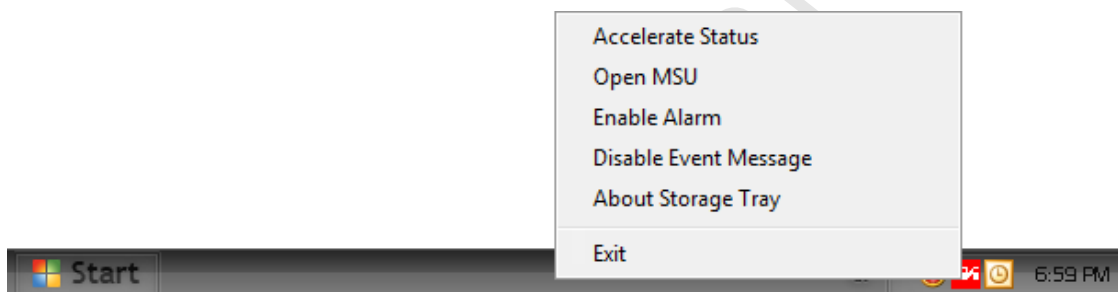 Accelerate Status
Open MSU
Enable Alarm
Disable Event Message
About Storage Tray
Exit
Start
6:59 PM